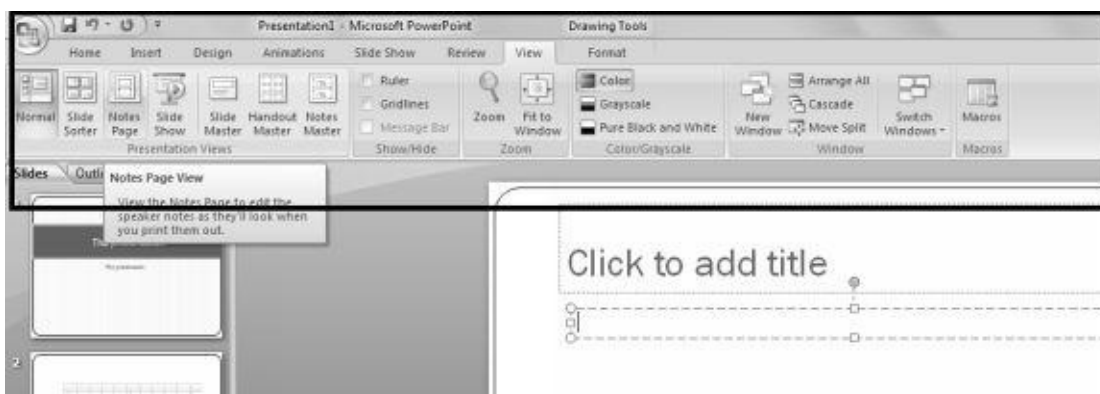 Presentation1 - Microsoft PowerPoint Drawing Tools
Home Insert Design Animations Slide Show Review View Format
Normal Slide Sorter Notes Page Slide Show Slide Master Handout Master Notes Master
Presentation Views
Ruler
Gridlines
Message Bar
Show/Hide
Zoom Fit to Window
Zoom
Color
Grayscale
Pure Black and White
Color/Grayscale
New Window
Arrange All
Cascade
Move Split
Switch Windows
Window
Macros
Macros
Slides
Notes Page View
View the Notes Page to edit the
speaker notes as they'll look when
you print them out.
Click to add title
2